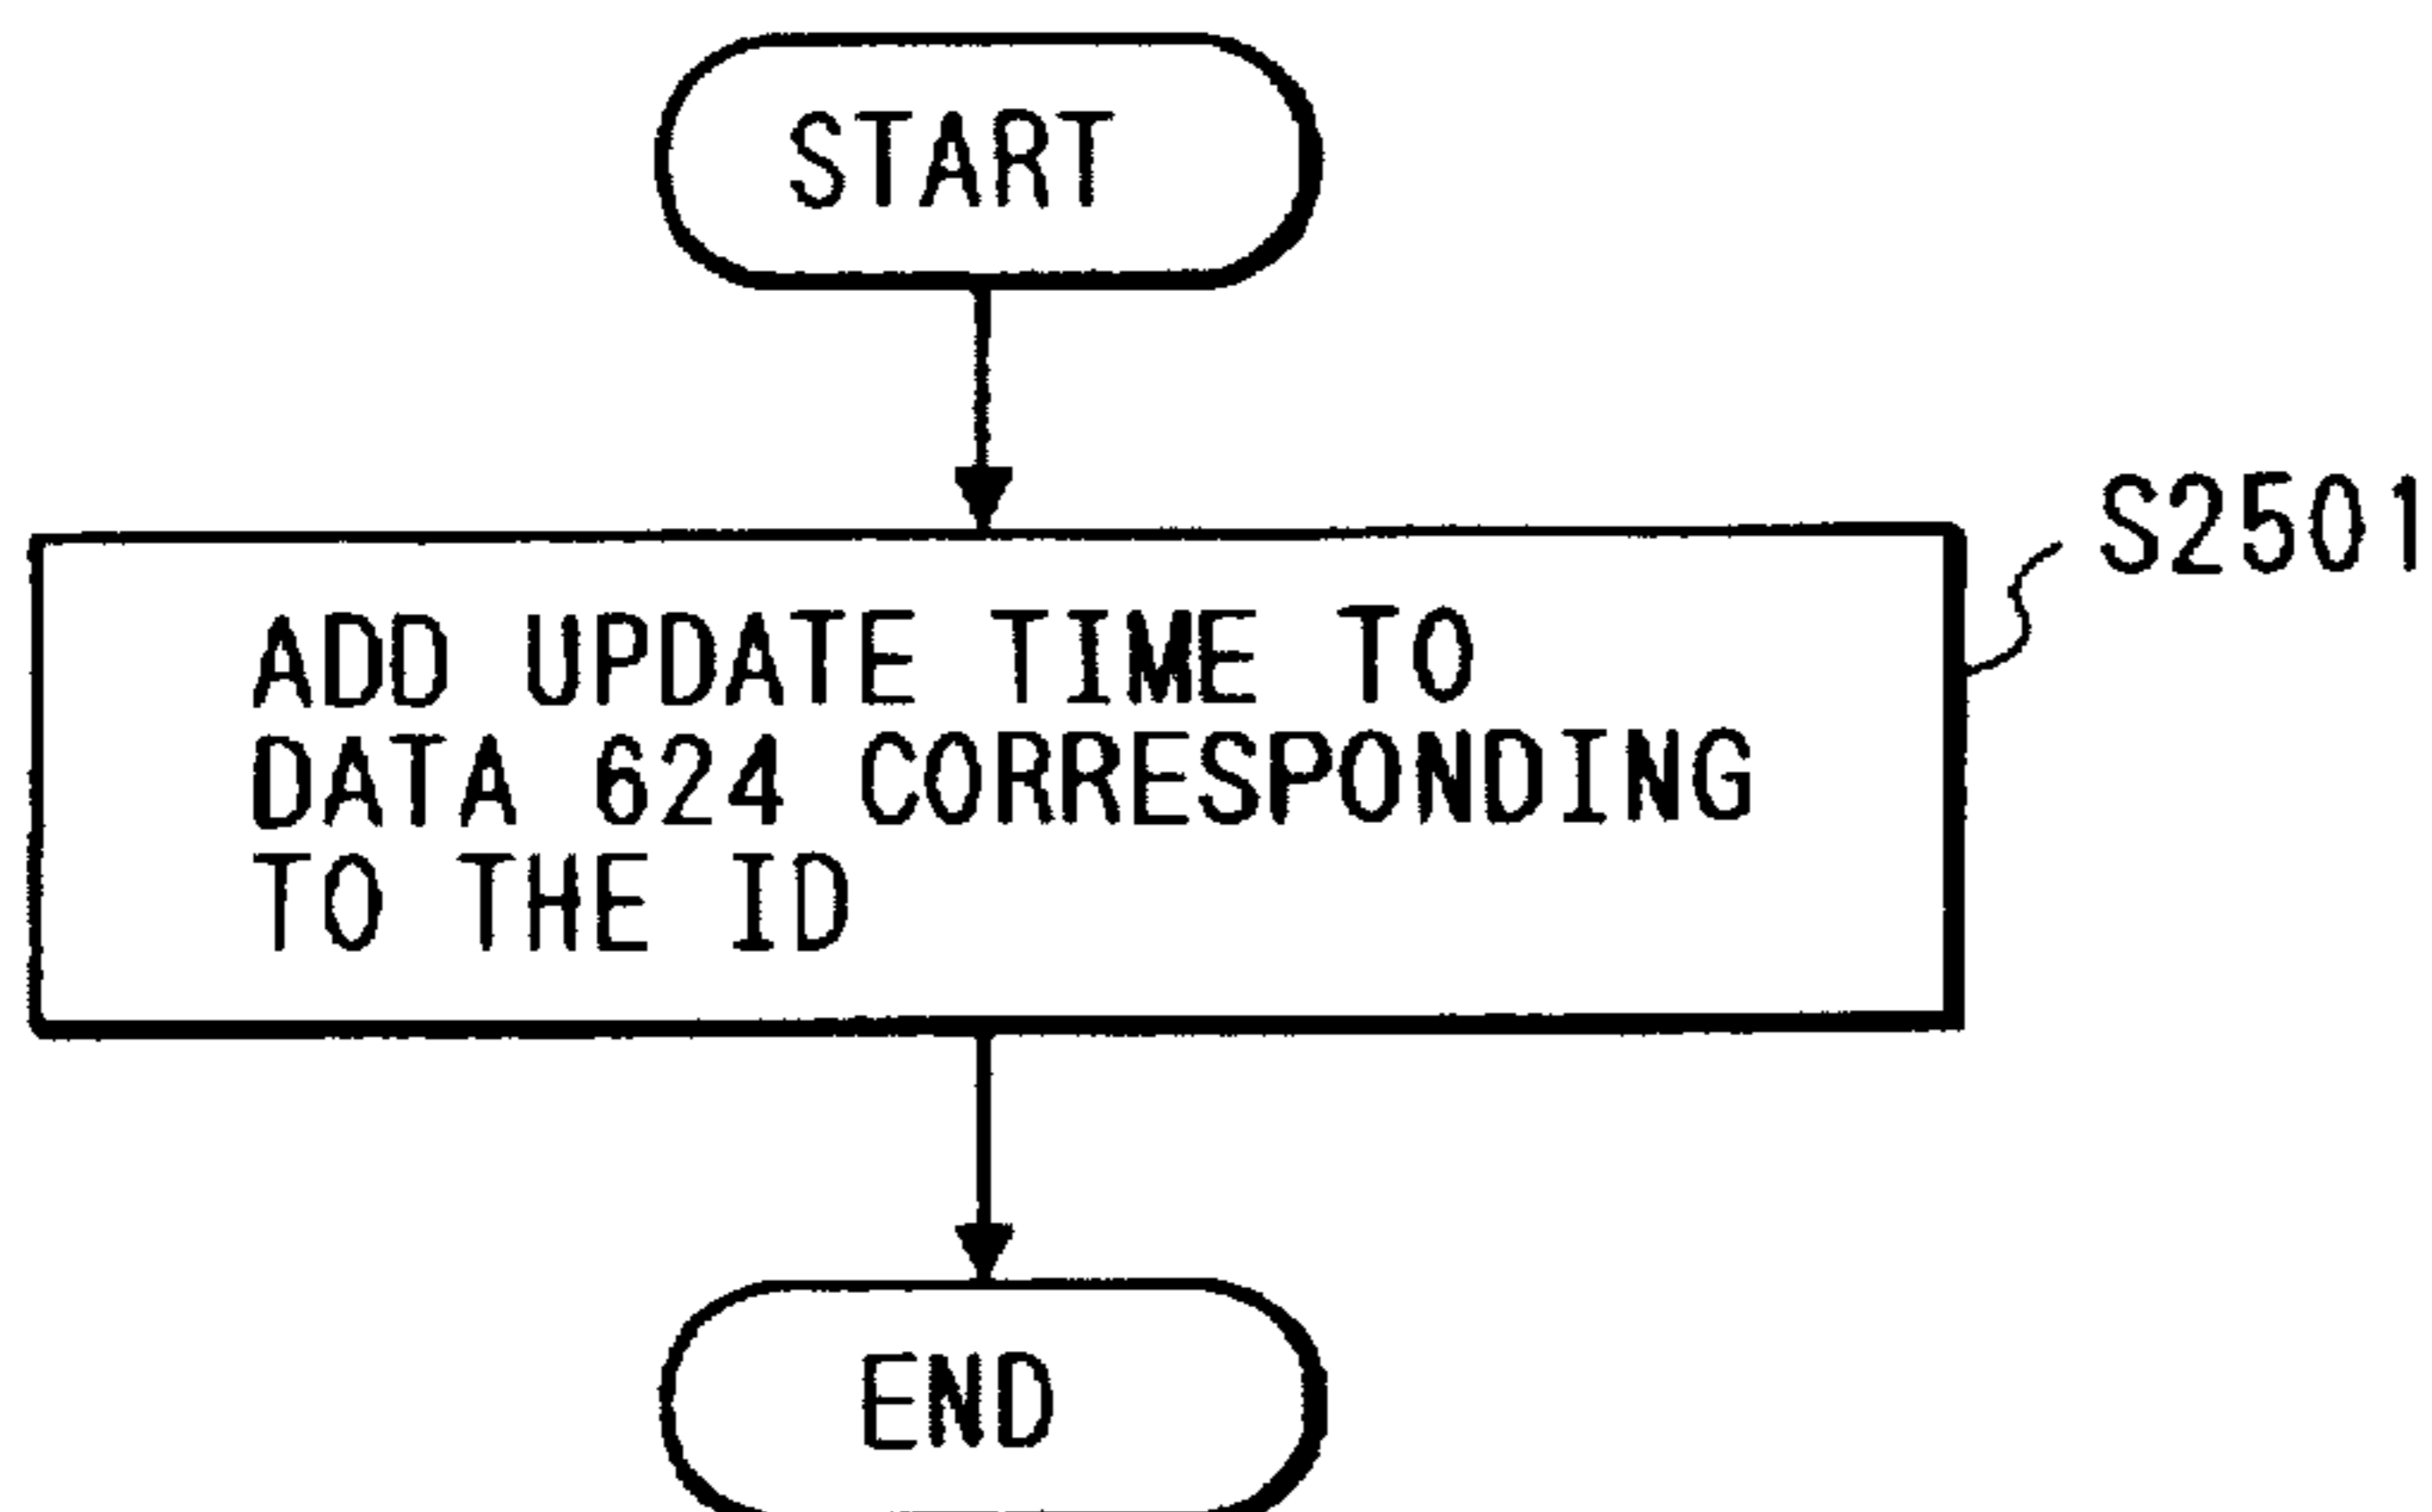 START
S2501
ADD UPDATE TIME TO
DATA 624 CORRESPONDING
TO THE ID
END